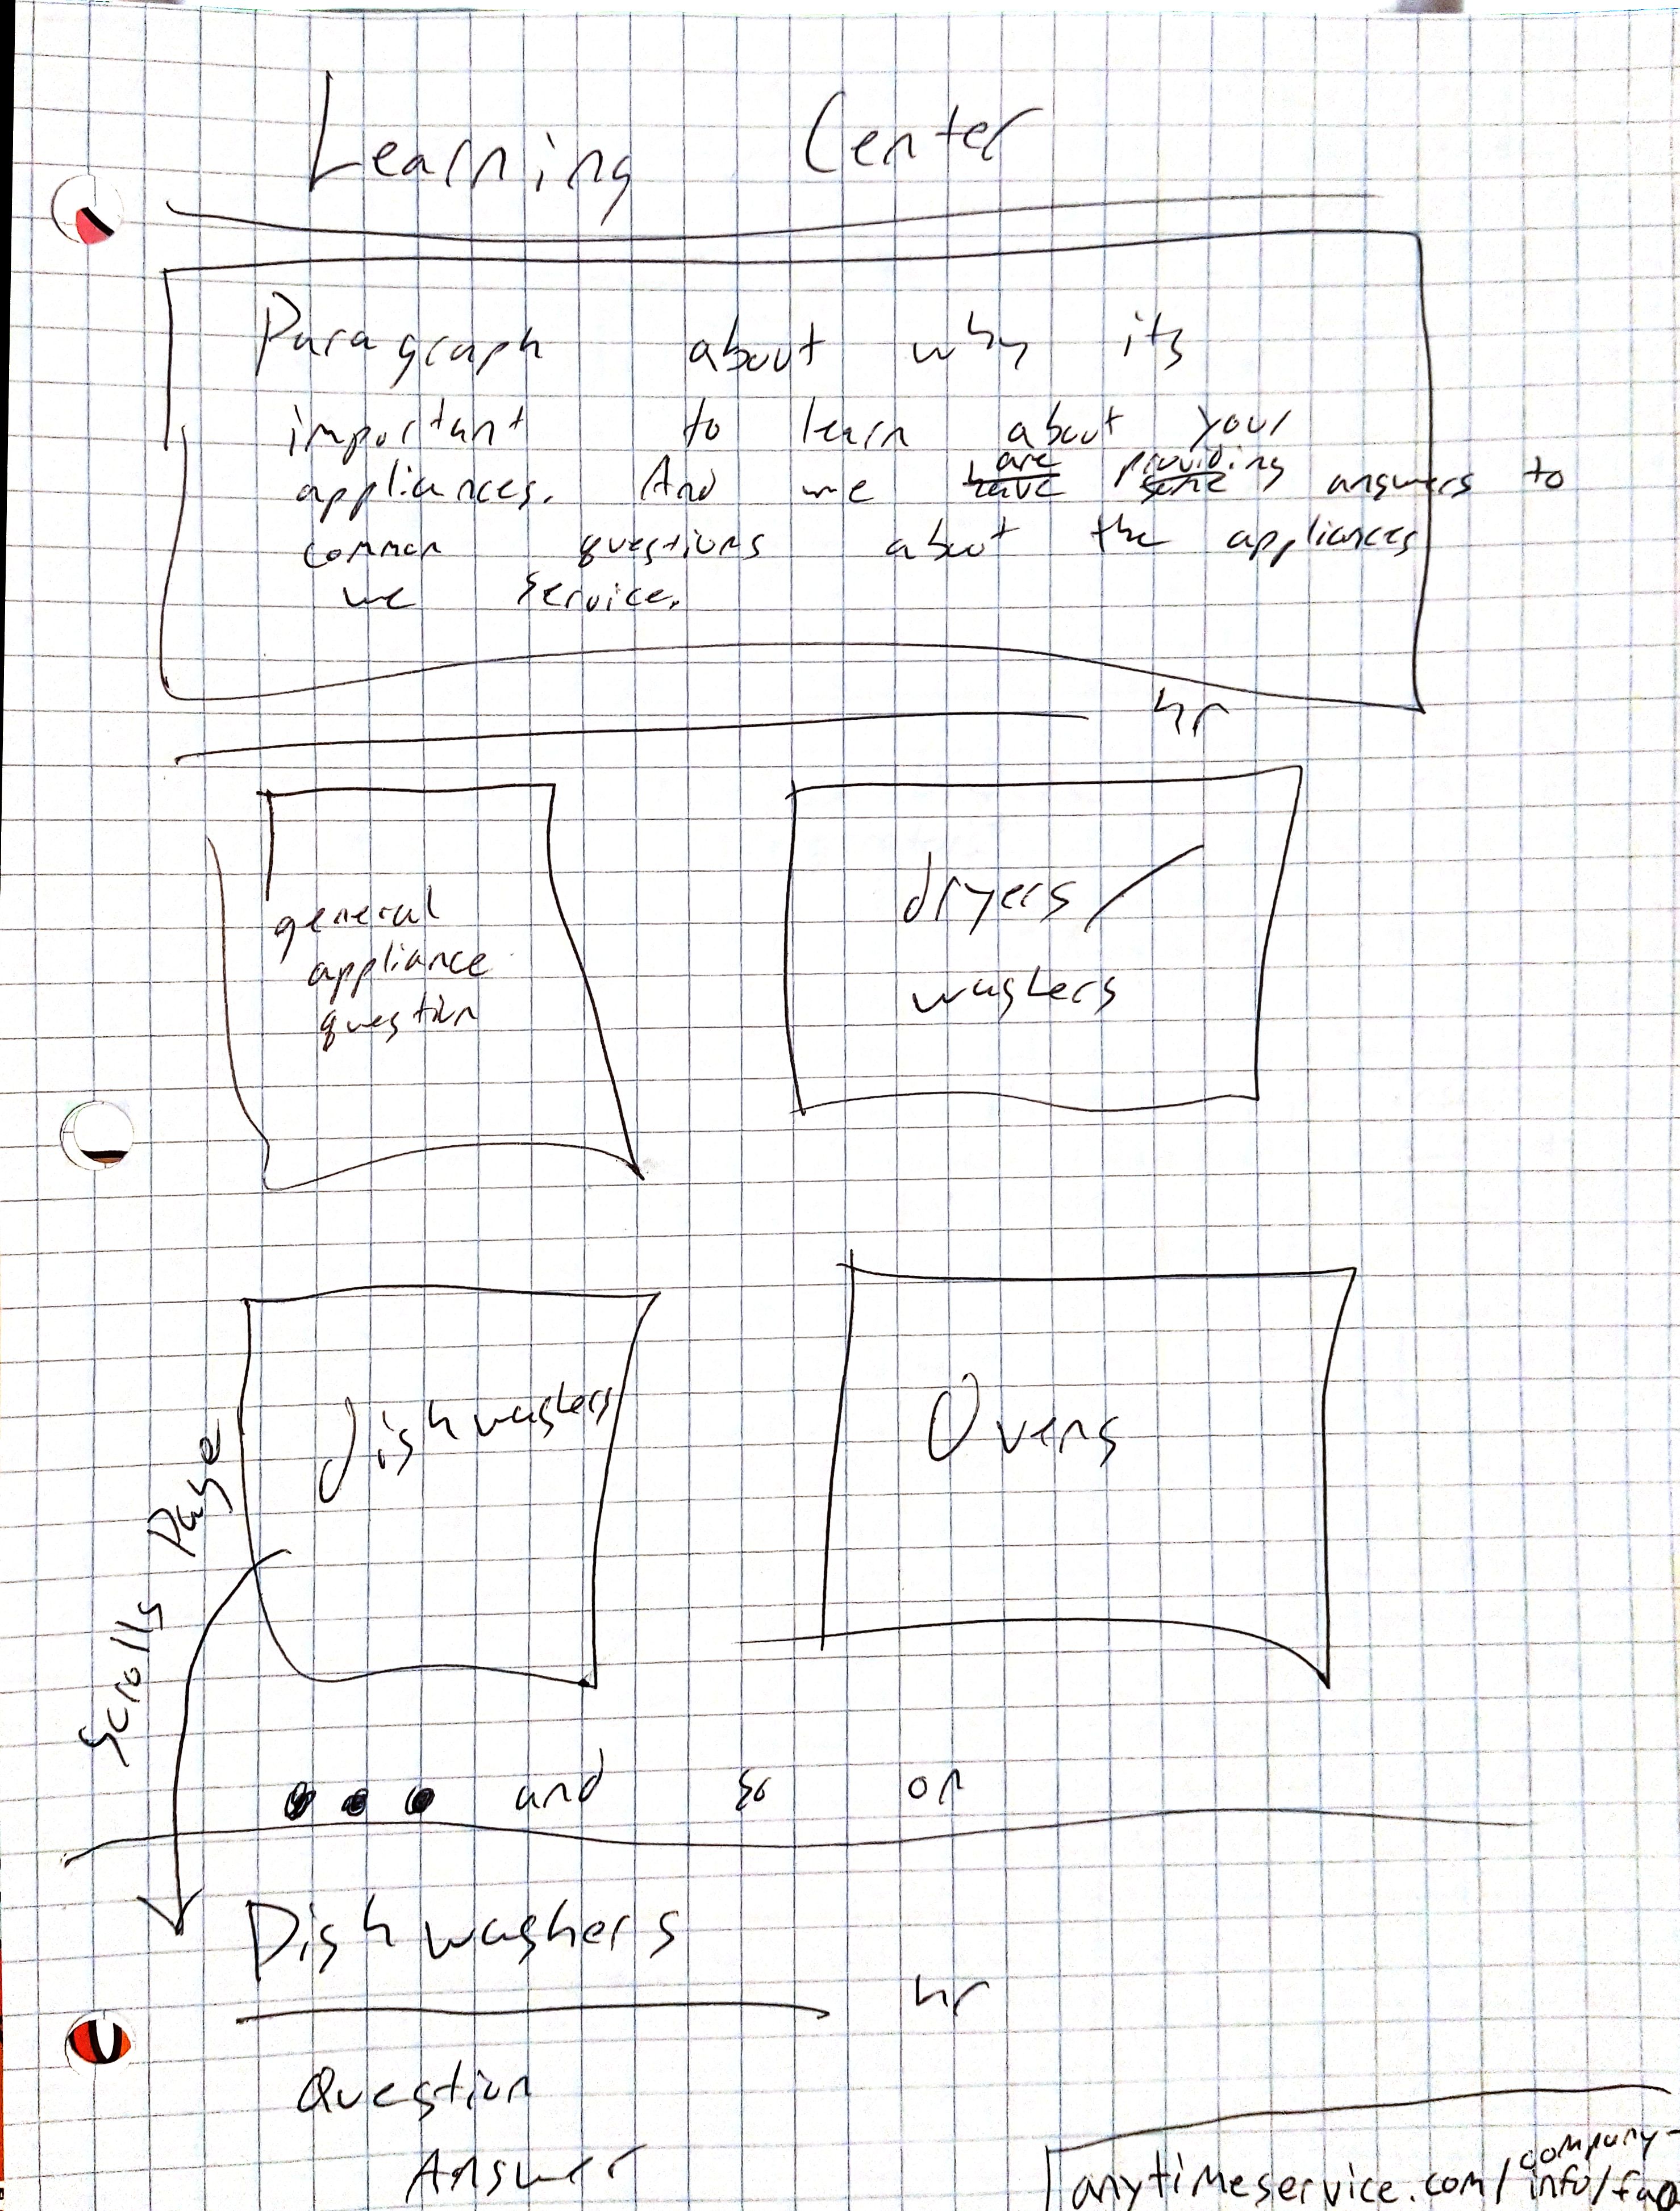 Learning Center
Paragraph about why its
important to learn about your
appliances. And we are providing answers to
common questions about the appliances
we service.
hr
general
appliance
question
dryers/
washers
dishwashers
Ovens
Scrolls Page
and so on
Dishwashers
hr
Question
Answer
anytimeservice.com/company-
info/faq